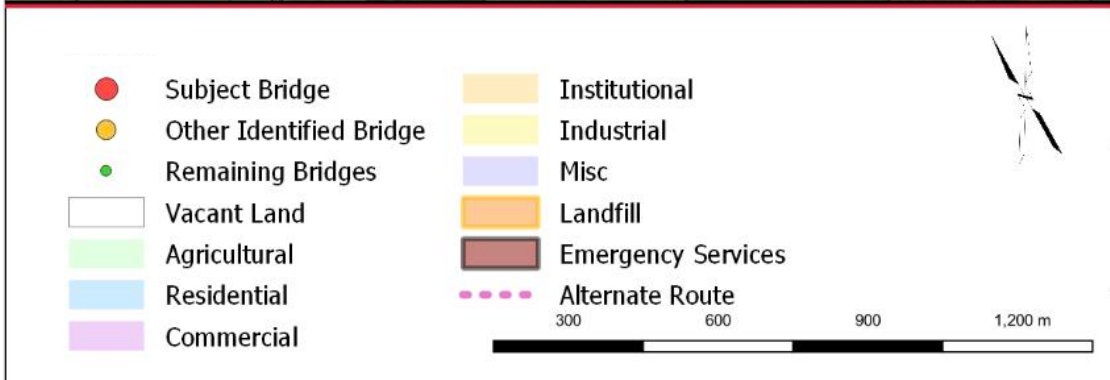 Subject Bridge
Other Identified Bridge
Remaining Bridges
Vacant Land
Agricultural
Residential
Commercial
Institutional
Industrial
Misc
Landfill
Emergency Services
Alternate Route
300 600 900 1,200 m